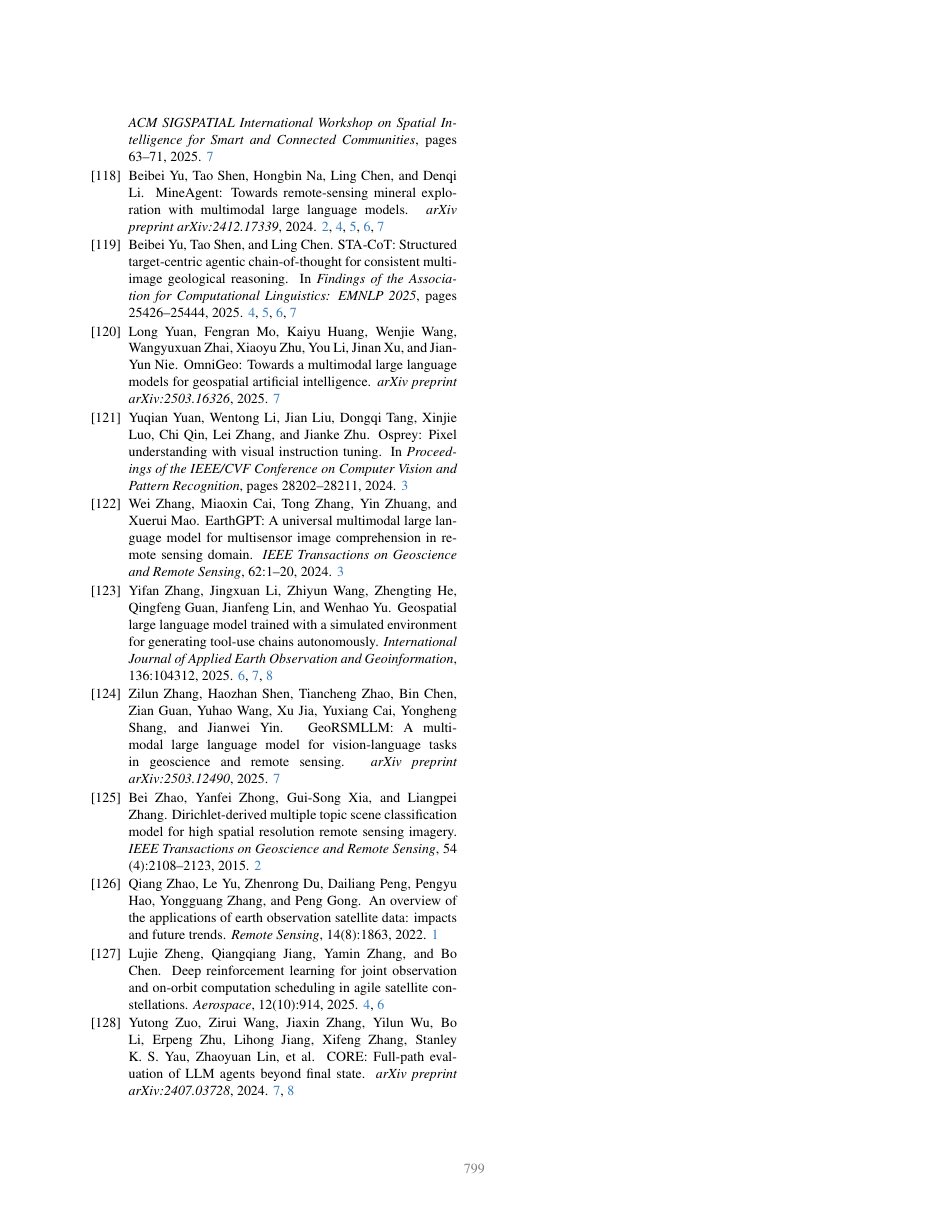 ACM SIGSPATIAL International Workshop on Spatial In-
telligence for Smart and Connected Communities, pages
63–71, 2025. 7
[118] Beibei Yu, Tao Shen, Hongbin Na, Ling Chen, and Denqi
Li. MineAgent: Towards remote-sensing mineral explo-
ration with multimodal large language models. arXiv
preprint arXiv:2412.17339, 2024. 2, 4, 5, 6, 7
[119] Beibei Yu, Tao Shen, and Ling Chen. STA-CoT: Structured
target-centric agentic chain-of-thought for consistent multi-
image geological reasoning. In Findings of the Associa-
tion for Computational Linguistics: EMNLP 2025, pages
25426–25444, 2025. 4, 5, 6, 7
[120] Long Yuan, Fengran Mo, Kaiyu Huang, Wenjie Wang,
Wangyuxuan Zhai, Xiaoyu Zhu, You Li, Jinan Xu, and Jian-
Yun Nie. OmniGeo: Towards a multimodal large language
models for geospatial artificial intelligence. arXiv preprint
arXiv:2503.16326, 2025. 7
[121] Yuqian Yuan, Wentong Li, Jian Liu, Dongqi Tang, Xinjie
Luo, Chi Qin, Lei Zhang, and Jianke Zhu. Osprey: Pixel
understanding with visual instruction tuning. In Proceed-
ings of the IEEE/CVF Conference on Computer Vision and
Pattern Recognition, pages 28202–28211, 2024. 3
[122] Wei Zhang, Miaoxin Cai, Tong Zhang, Yin Zhuang, and
Xuerui Mao. EarthGPT: A universal multimodal large lan-
guage model for multisensor image comprehension in re-
mote sensing domain. IEEE Transactions on Geoscience
and Remote Sensing, 62:1–20, 2024. 3
[123] Yifan Zhang, Jingxuan Li, Zhiyun Wang, Zhengting He,
Qingfeng Guan, Jianfeng Lin, and Wenhao Yu. Geospatial
large language model trained with a simulated environment
for generating tool-use chains autonomously. International
Journal of Applied Earth Observation and Geoinformation,
136:104312, 2025. 6, 7, 8
[124] Zilun Zhang, Haozhan Shen, Tiancheng Zhao, Bin Chen,
Zian Guan, Yuhao Wang, Xu Jia, Yuxiang Cai, Yongheng
Shang, and Jianwei Yin. GeoRSMLLM: A multi-
modal large language model for vision-language tasks
in geoscience and remote sensing. arXiv preprint
arXiv:2503.12490, 2025. 7
[125] Bei Zhao, Yanfei Zhong, Gui-Song Xia, and Liangpei
Zhang. Dirichlet-derived multiple topic scene classification
model for high spatial resolution remote sensing imagery.
IEEE Transactions on Geoscience and Remote Sensing, 54
(4):2108–2123, 2015. 2
[126] Qiang Zhao, Le Yu, Zhenrong Du, Dailiang Peng, Pengyu
Hao, Yongguang Zhang, and Peng Gong. An overview of
the applications of earth observation satellite data: impacts
and future trends. Remote Sensing, 14(8):1863, 2022. 1
[127] Lujie Zheng, Qiangqiang Jiang, Yamin Zhang, and Bo
Chen. Deep reinforcement learning for joint observation
and on-orbit computation scheduling in agile satellite con-
stellations. Aerospace, 12(10):914, 2025. 4, 6
[128] Yutong Zuo, Zirui Wang, Jiaxin Zhang, Yilun Wu, Bo
Li, Erpeng Zhu, Lihong Jiang, Xifeng Zhang, Stanley
K. S. Yau, Zhaoyuan Lin, et al. CORE: Full-path eval-
uation of LLM agents beyond final state. arXiv preprint
arXiv:2407.03728, 2024. 7, 8
799